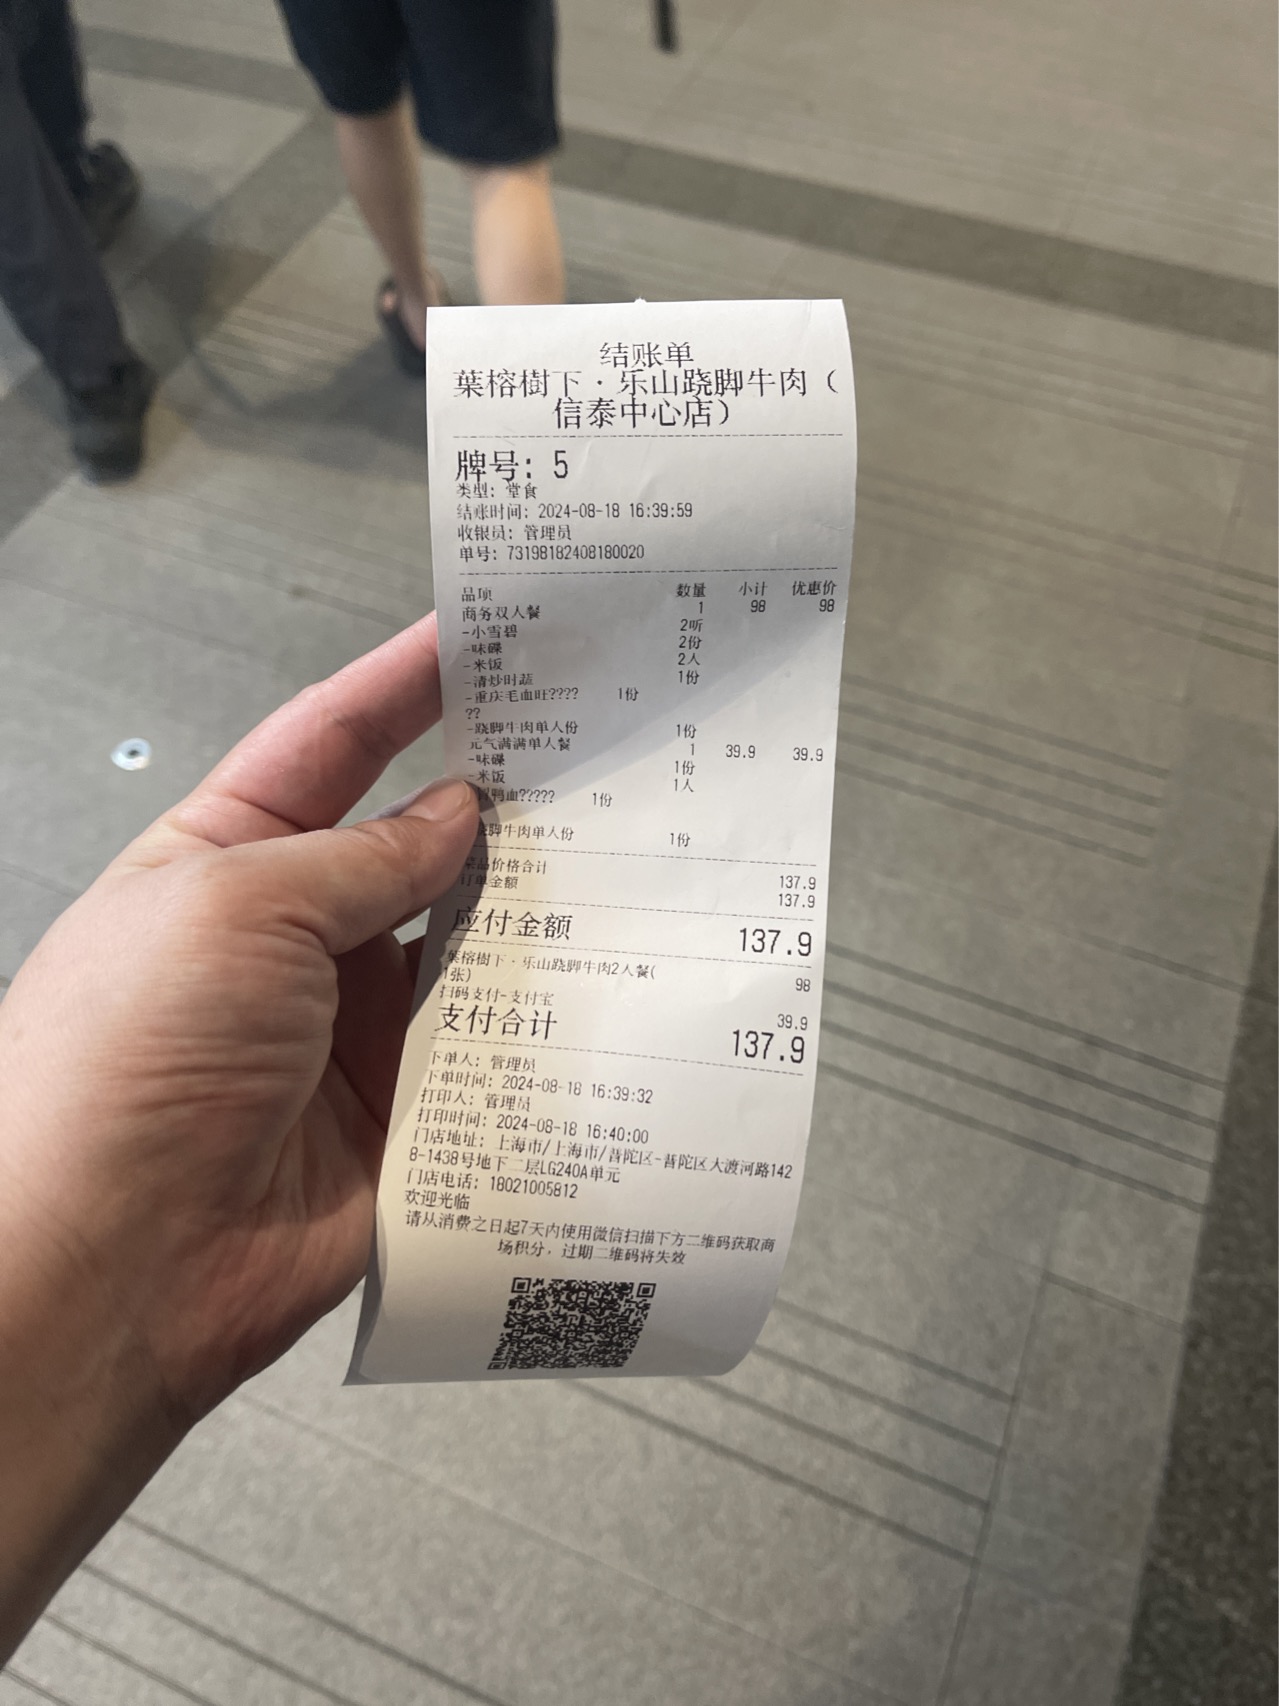 结账单
葉榕樹下·乐山跷脚牛肉（
信泰中心店）
牌号: 5
类型: 堂食
结账时间: 2024-08-18 16:39:59
收银员: 管理员
单号: 73198182408180020
品项 数量 小计 优惠价
商务双人餐 1 98 98
-小雪碧 2听
-味碟 2份
-米饭 2人
-清炒时蔬 1份
-重庆毛血旺???? 1份
??
-跷脚牛肉单人份 1份
元气满满单人餐 1 39.9 39.9
-味碟 1份
-米饭 1人
鸭血????? 1份
脚牛肉单人份 1份
菜品价格合计 137.9
订单金额 137.9
应付金额 137.9
葉榕樹下·乐山跷脚牛肉2人餐(
1张) 98
扫码支付-支付宝 39.9
支付合计 137.9
下单人: 管理员
下单时间: 2024-08-18 16:39:32
打印人: 管理员
打印时间: 2024-08-18 16:40:00
门店地址: 上海市/上海市/普陀区-普陀区大渡河路142
8-1438号地下二层LG240A单元
门店电话: 18021005812
欢迎光临
请从消费之日起7天内使用微信扫描下方二维码获取商
场积分，过期二维码将失效